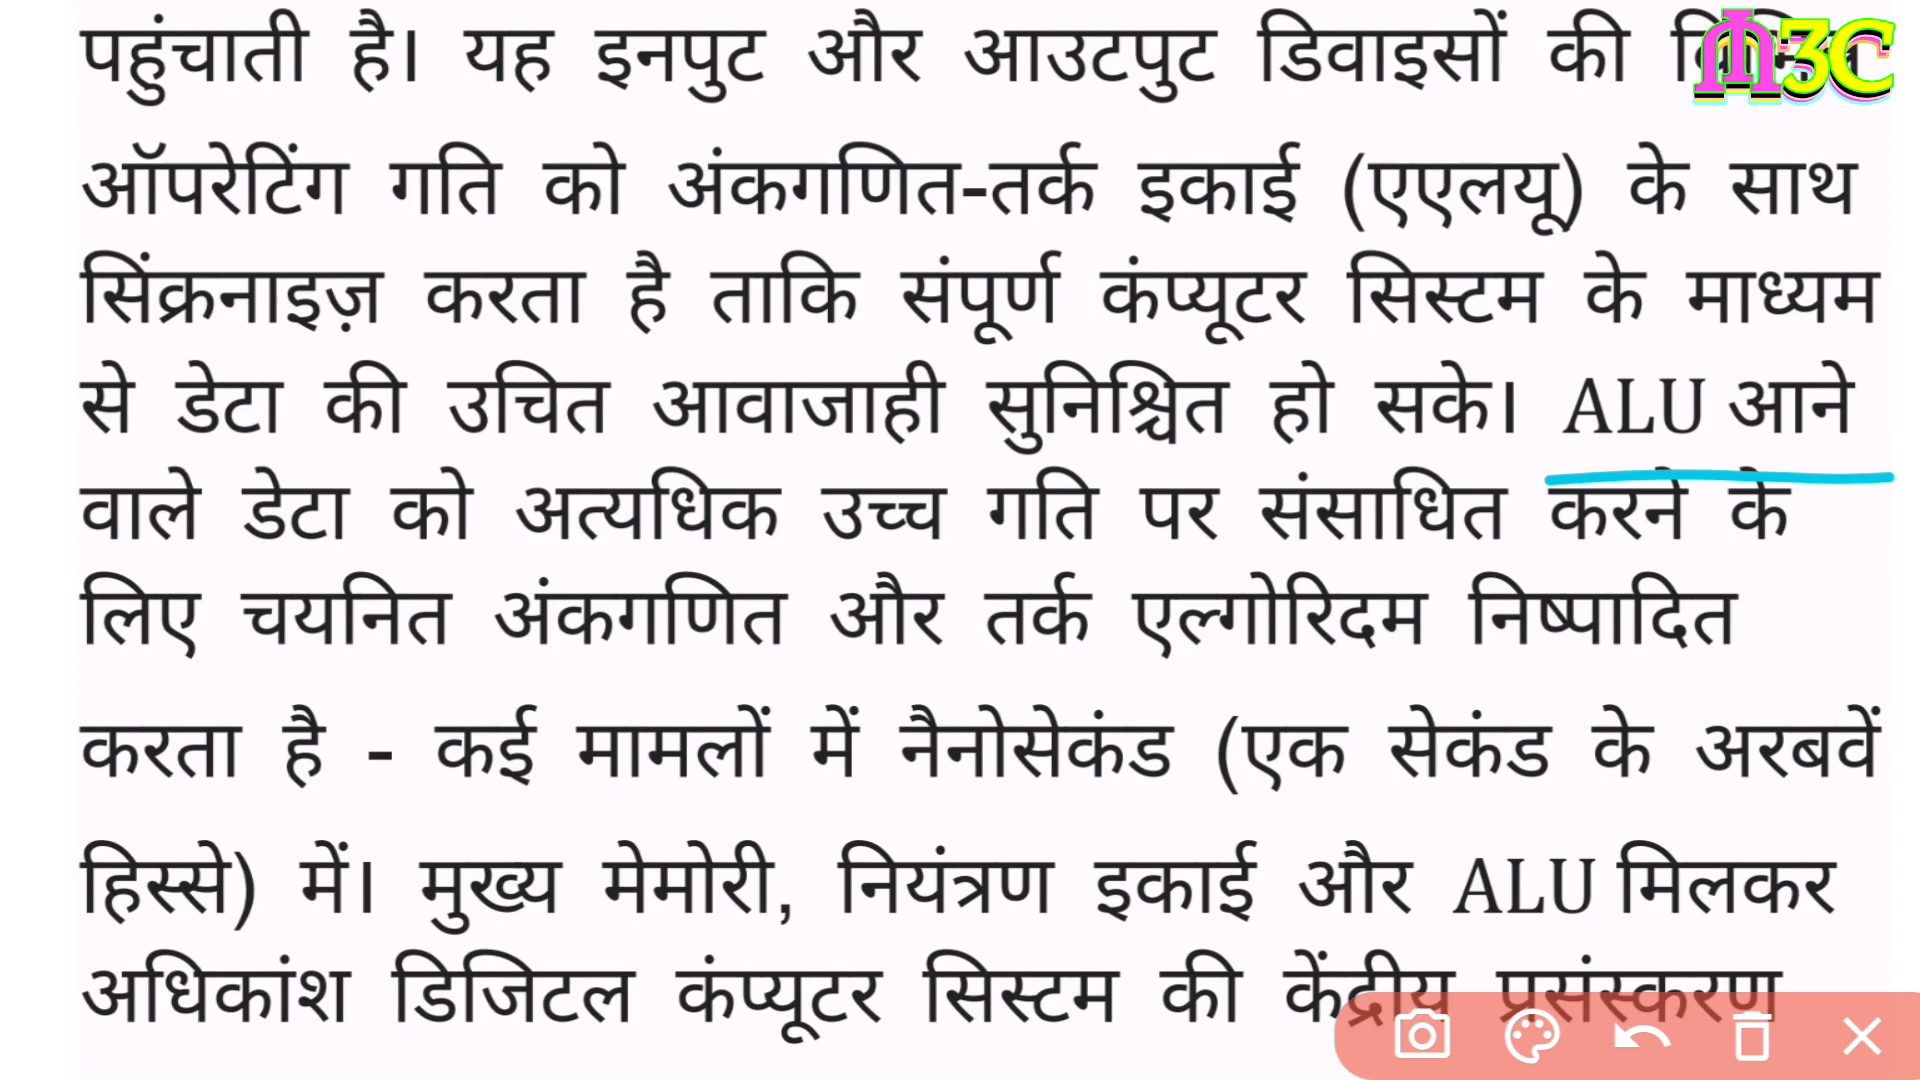 पहुंचाती है। यह इनपुट और आउटपुट डिवाइसों की M3C
ऑपरेटिंग गति को अंकगणित-तर्क इकाई (एएलयू) के साथ
सिंक्रनाइज़ करता है ताकि संपूर्ण कंप्यूटर सिस्टम के माध्यम
से डेटा की उचित आवाजाही सुनिश्चित हो सके। ALU आने
वाले डेटा को अत्यधिक उच्च गति पर संसाधित करने के
लिए चयनित अंकगणित और तर्क एल्गोरिदम निष्पादित
करता है - कई मामलों में नैनोसेकंड (एक सेकंड के अरबवें
हिस्से) में। मुख्य मेमोरी, नियंत्रण इकाई और ALU मिलकर
अधिकांश डिजिटल कंप्यूटर सिस्टम की केंद्रीय प्रसंस्करण